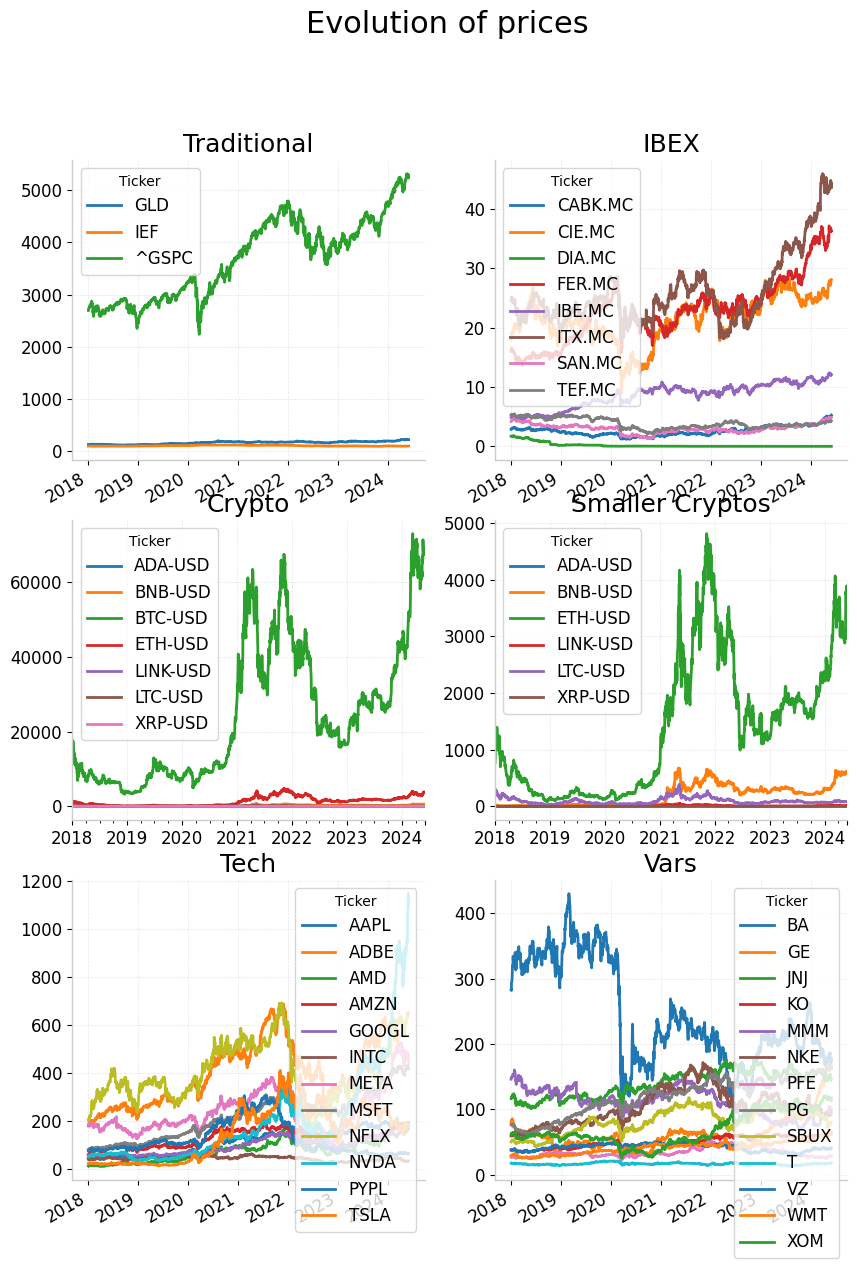 Evolution of prices
Traditional
Ticker
GLD
IEF
^GSPC
5000
4000
3000
2000
1000
0
2018 2019 2020 2021 2022 2023 2024
IBEX
Ticker
CABK.MC
CIE.MC
DIA.MC
FER.MC
IBE.MC
ITX.MC
SAN.MC
TEF.MC
40
30
20
10
0
2018 2019 2020 2021 2022 2023 2024
Crypto
Ticker
ADA-USD
BNB-USD
BTC-USD
ETH-USD
LINK-USD
LTC-USD
XRP-USD
60000
40000
20000
0
2018 2019 2020 2021 2022 2023 2024
Smaller Cryptos
Ticker
ADA-USD
BNB-USD
ETH-USD
LINK-USD
LTC-USD
XRP-USD
5000
4000
3000
2000
1000
0
2018 2019 2020 2021 2022 2023 2024
Tech
Ticker
AAPL
ADBE
AMD
AMZN
GOOGL
INTC
META
MSFT
NFLX
NVDA
PYPL
TSLA
1200
1000
800
600
400
200
0
2018 2019 2020 2021 2022 2023 2024
Vars
Ticker
BA
GE
JNJ
KO
MMM
NKE
PFE
PG
SBUX
T
VZ
WMT
XOM
400
300
200
100
0
2018 2019 2020 2021 2022 2023 2024